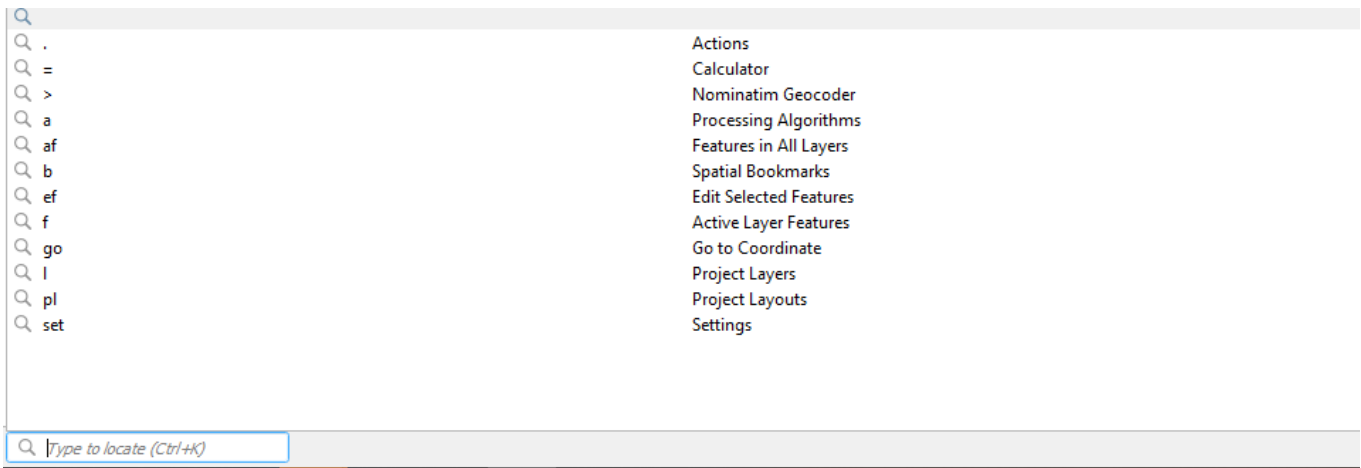 . Actions
= Calculator
> Nominatim Geocoder
a Processing Algorithms
af Features in All Layers
b Spatial Bookmarks
ef Edit Selected Features
f Active Layer Features
go Go to Coordinate
l Project Layers
pl Project Layouts
set Settings
Type to locate (Ctrl+K)